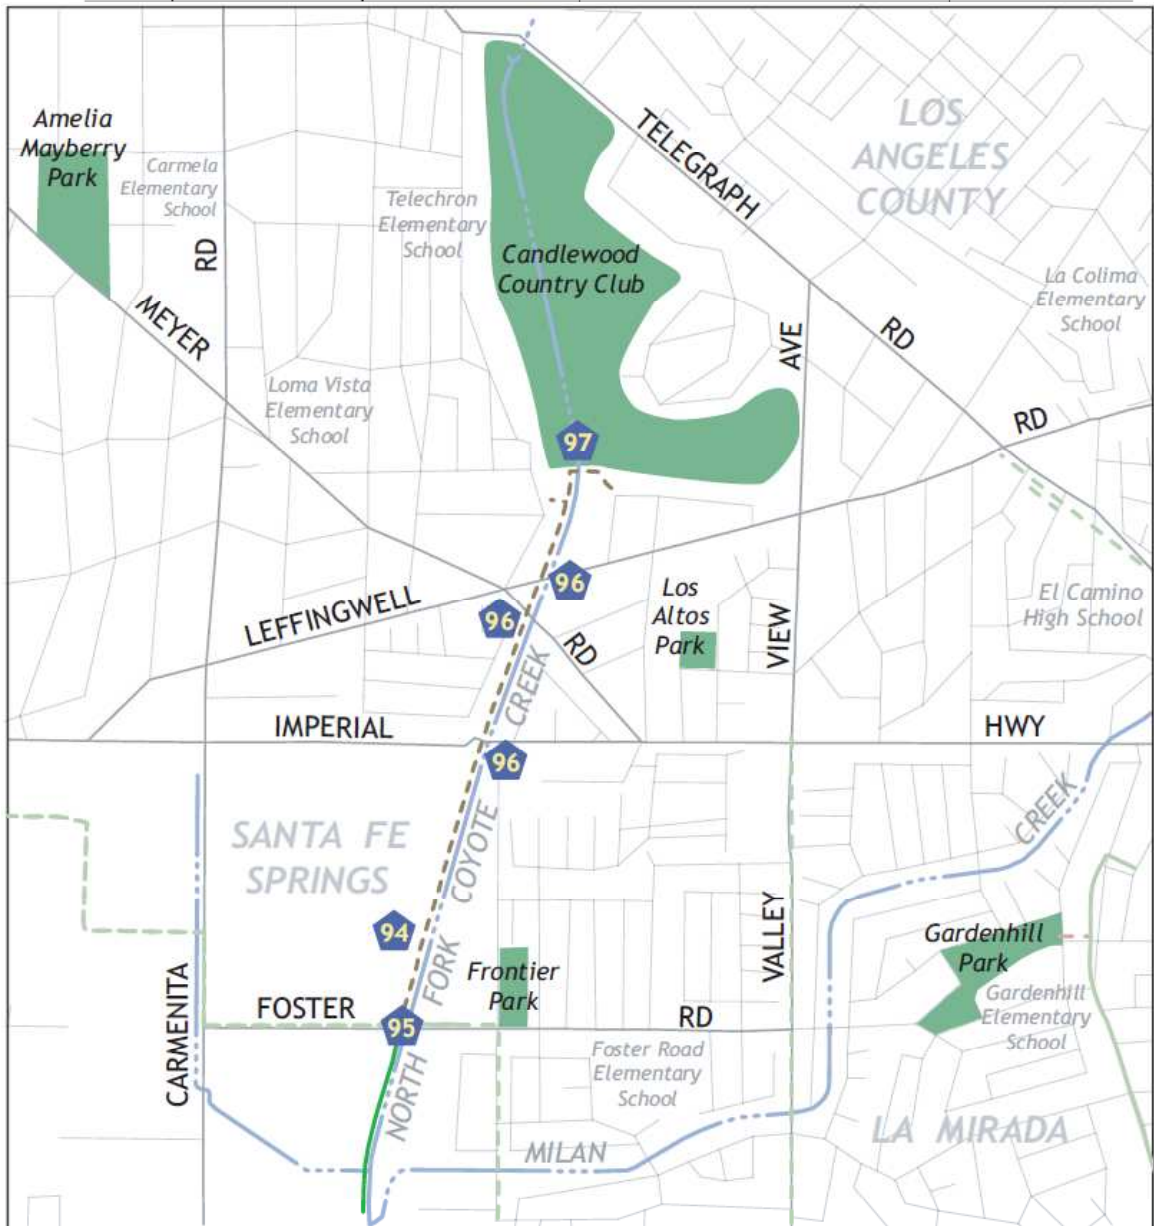 Amelia
Mayberry
Park
Carmela
Elementary
School
RD
MEYER
Telechron
Elementary
School
TELEGRAPH
LOS
ANGELES
COUNTY
Candlewood
Country Club
La Colima
Elementary
School
AVE
RD
RD
Loma Vista
Elementary
School
97
96
96
LEFFINGWELL
RD
Los
Altos
Park
VIEW
El Camino
High School
CREEK
IMPERIAL
HWY
96
SANTA FE
SPRINGS
COYOTE
CREEK
94
VALLEY
Gardenhill
Park
Gardenhill
Elementary
School
FORK
Frontier
Park
CARMENITA
FOSTER
95
RD
NORTH
Foster Road
Elementary
School
MILAN
LA MIRADA